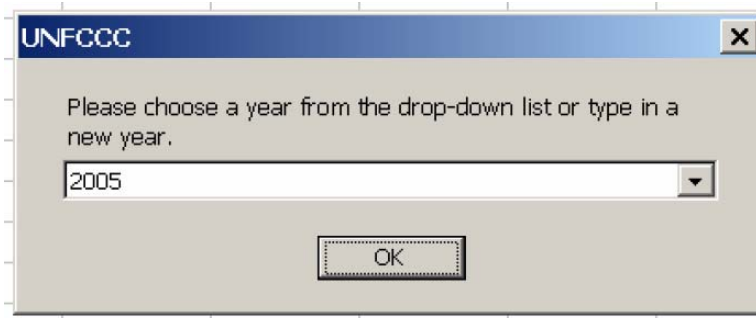 UNFCCC
Please choose a year from the drop-down list or type in a
new year.
2005
OK